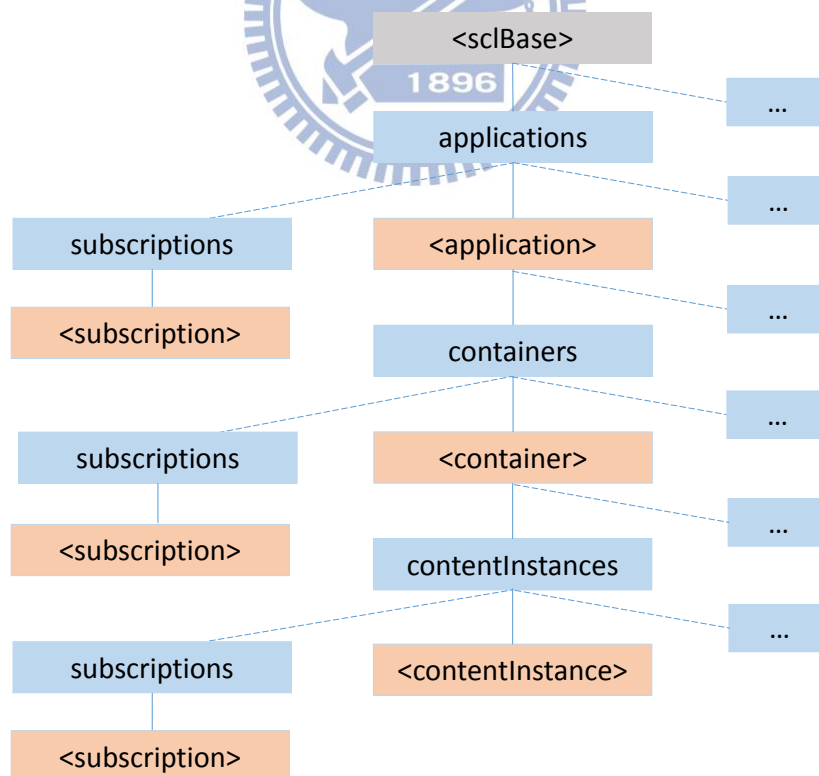 <sclBase>
1896
...
applications
...
subscriptions
<application>
...
<subscription>
containers
...
subscriptions
<container>
...
<subscription>
contentInstances
...
subscriptions
<contentInstance>
<subscription>